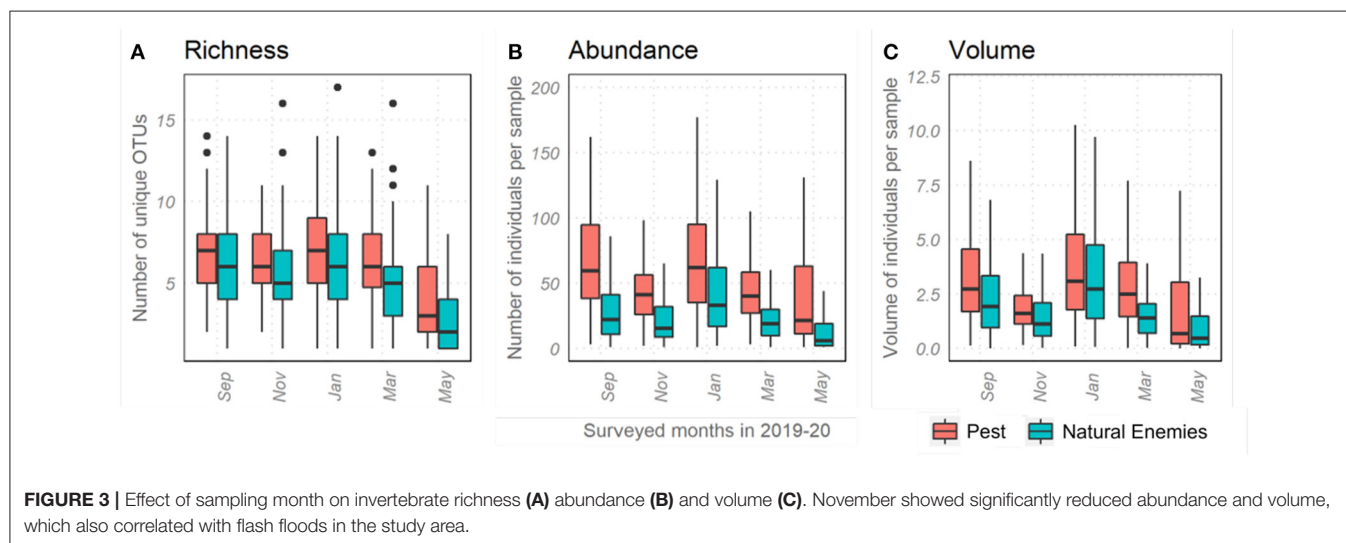 A Richness
Number of unique OTUs
15
10
5
Sep Nov Jan Mar May
B Abundance
Number of individuals per sample
200
150
100
50
0
Sep Nov Jan Mar May
Surveyed months in 2019-20
C Volume
Volume of individuals per sample
12.5
10.0
7.5
5.0
2.5
0.0
Sep Nov Jan Mar May
Pest Natural Enemies
FIGURE 3 | Effect of sampling month on invertebrate richness (A) abundance (B) and volume (C). November showed significantly reduced abundance and volume,
which also correlated with flash floods in the study area.